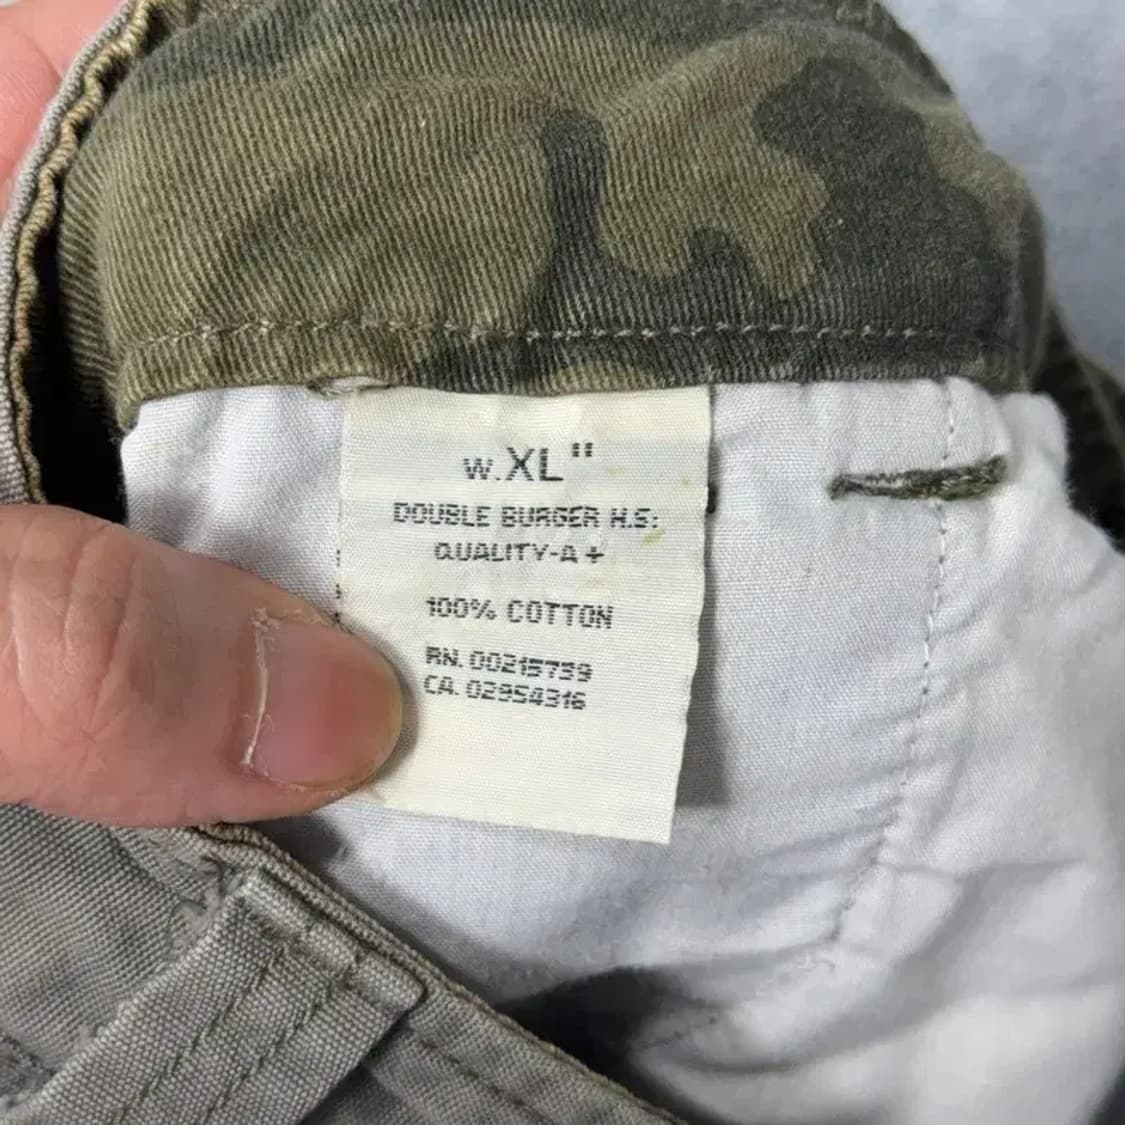 w.XL"
DOUBLE BURGER H.S:
QUALITY-A+
100% COTTON
RN. 00215739
CA. 02954316